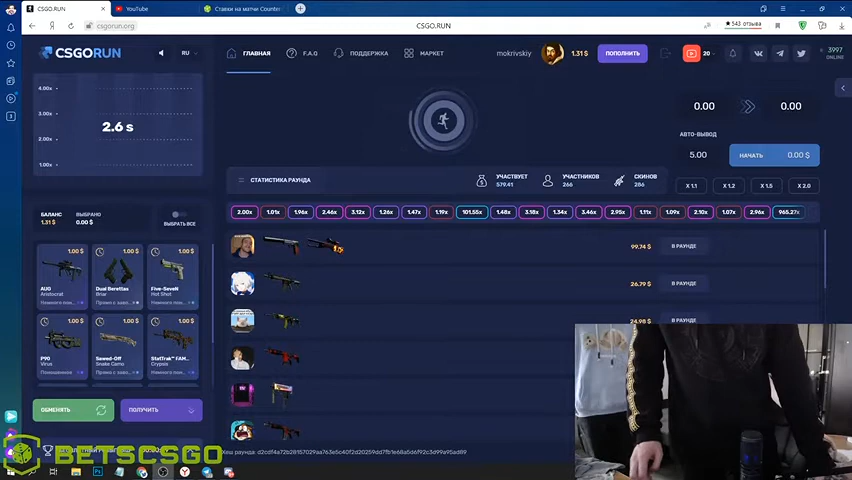 CSGO.RUN
YouTube
Ставки на матчи Counter
csgorun.org
CSGO.RUN
543 отзыва
CSGORUN
RU
ГЛАВНАЯ
F.A.Q
ПОДДЕРЖКА
МАРКЕТ
mokrivskiy
1.31 $
ПОПОЛНИТЬ
20
3997
ONLINE
4.00x
3.00x
2.00x
1.00x
2.6 s
0.00
0.00
АВТО-ВЫВОД
5.00
НАЧАТЬ
0.00 $
X 1.1
X 1.2
X 1.5
X 2.0
СТАТИСТИКА РАУНДА
УЧАСТВУЕТ
579.41
УЧАСТНИКОВ
266
СКИНОВ
286
2.00x
1.01x
1.96x
2.46x
3.12x
1.26x
1.47x
1.19x
101.55x
1.48x
3.18x
1.34x
3.46x
2.95x
1.11x
1.09x
2.10x
1.07x
2.96x
965.27x
БАЛАНС
1.31 $
ВЫБРАНО
0.00 $
ВЫБРАТЬ ВСЕ
1.00 $
AUG
Aristocrat
1.00 $
Dual Berettas
Briar
1.00 $
Five-SeveN
Hot Shot
1.00 $
P90
Virus
1.00 $
Sawed-Off
Snake Camo
1.00 $
StatTrak™ FAM...
Crypsis
ОБМЕНЯТЬ
ПОЛУЧИТЬ
99.74 $
В РАУНДЕ
26.79 $
В РАУНДЕ
24.98 $
В РАУНДЕ
BETSCSGO